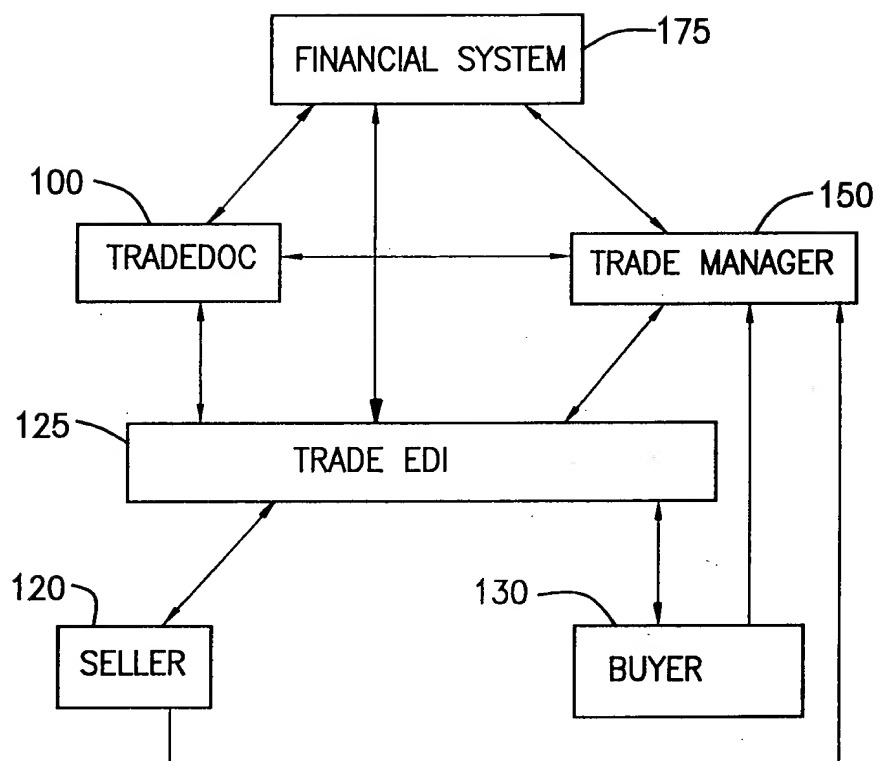 175
FINANCIAL SYSTEM
100
150
TRADEDOC
TRADE MANAGER
125
TRADE EDI
120
130
SELLER
BUYER